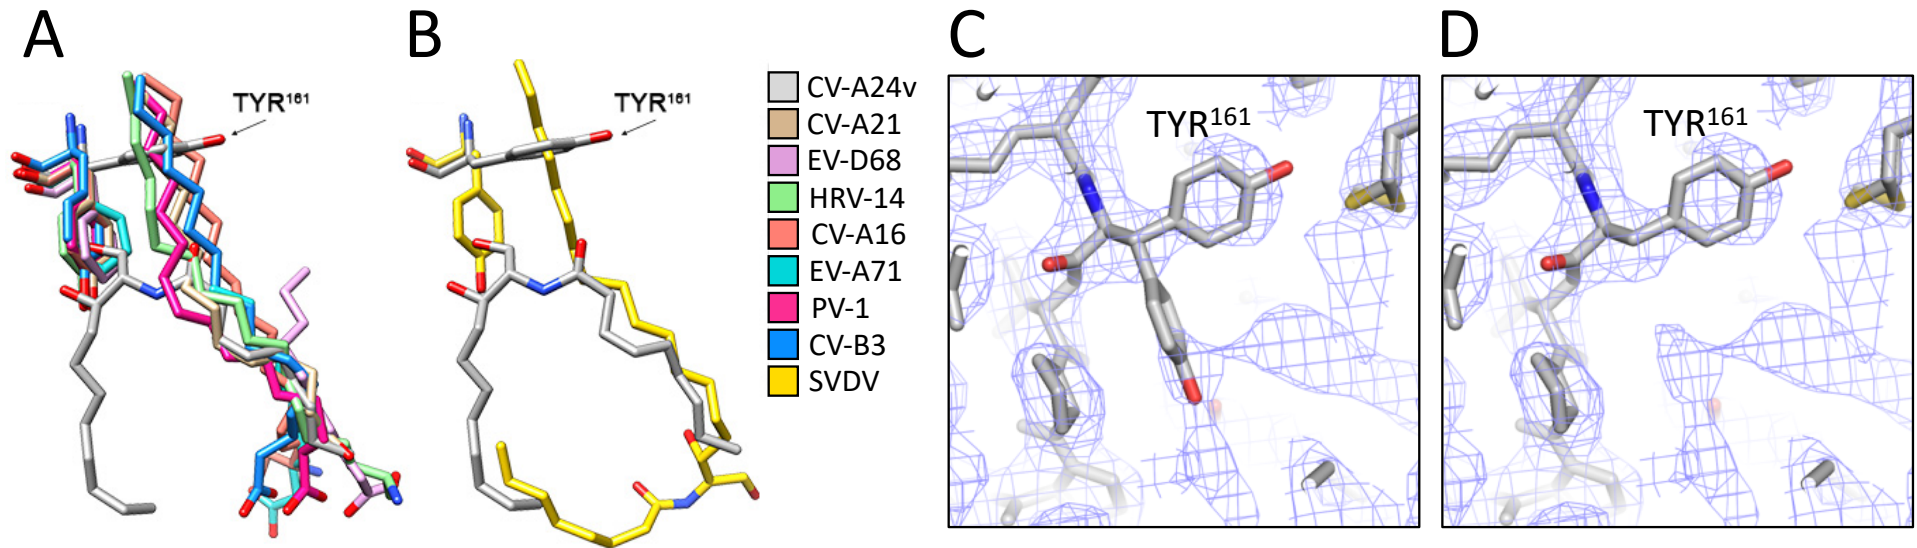 A
B
C
D
TYR¹⁶¹
TYR¹⁶¹
CV-A24v
CV-A21
EV-D68
HRV-14
CV-A16
EV-A71
PV-1
CV-B3
SVDV
TYR¹⁶¹
TYR¹⁶¹